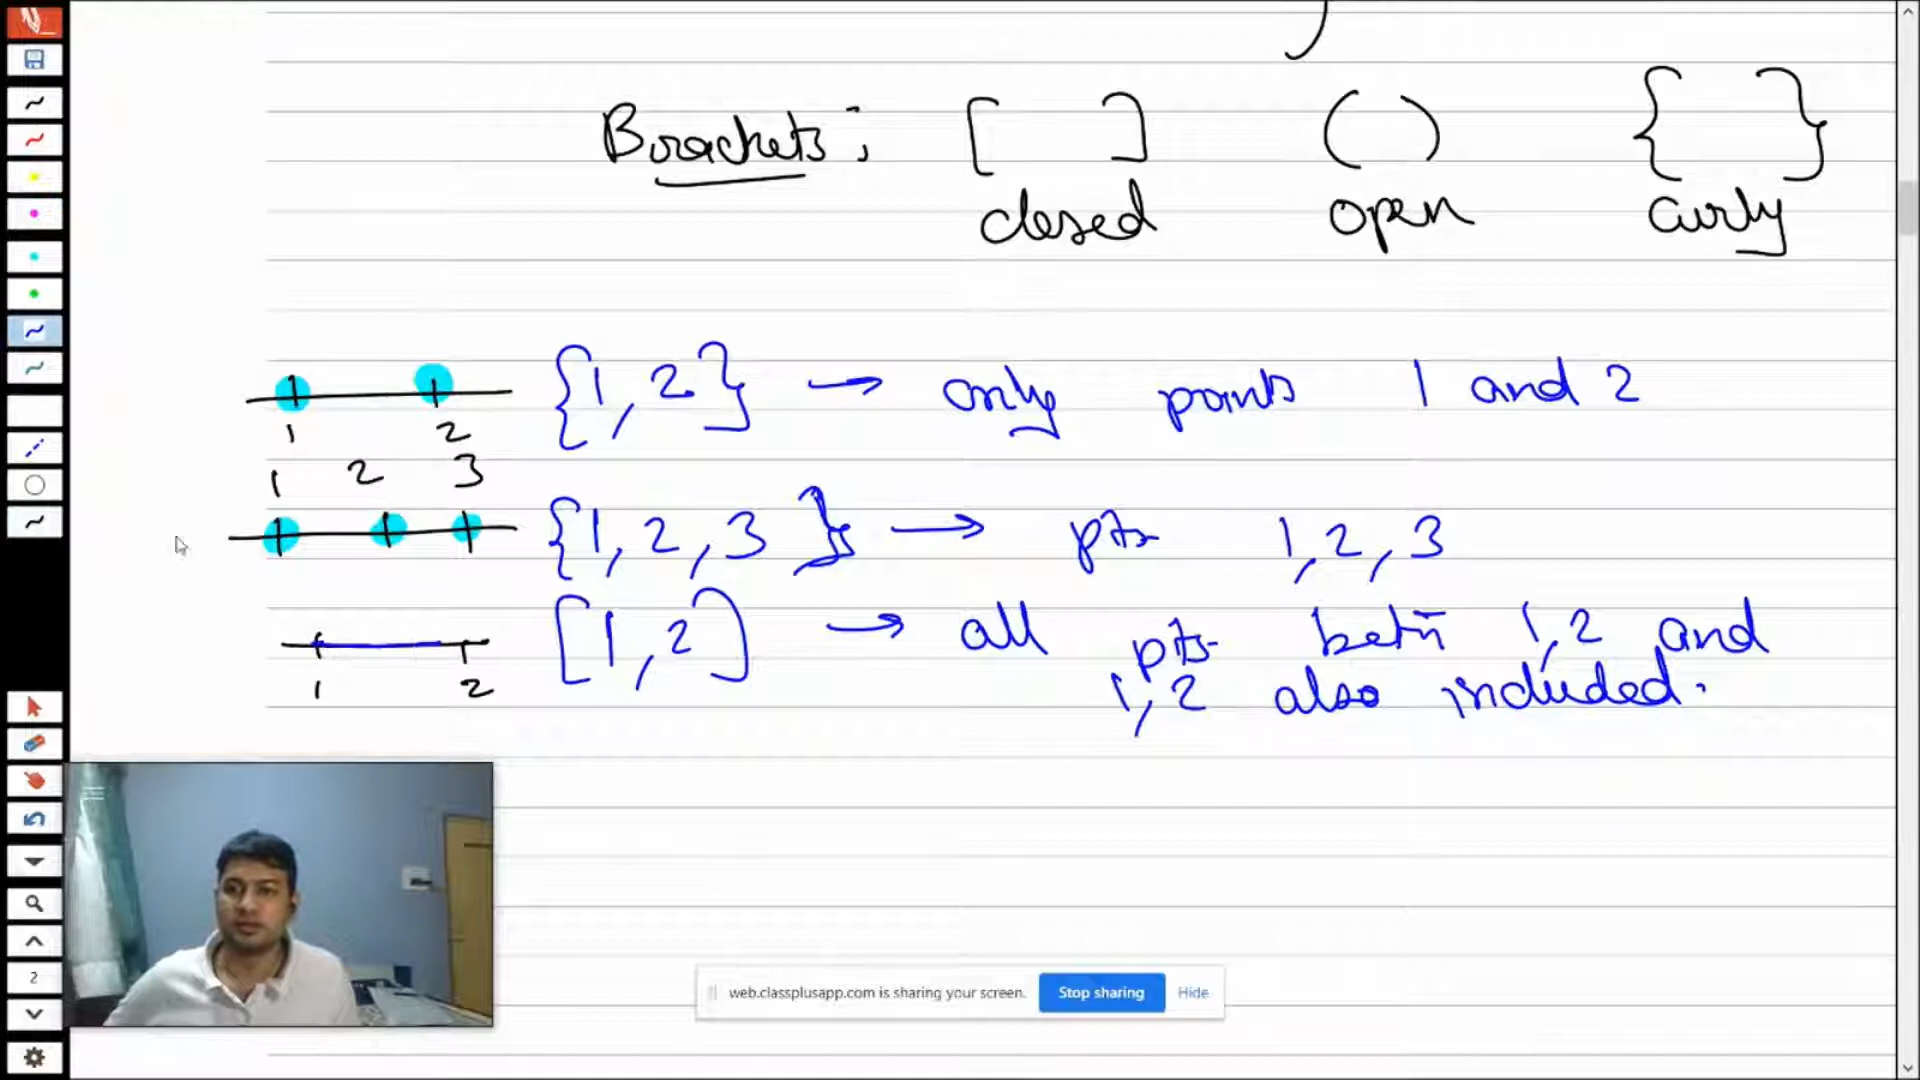 Brackets: [ ] ( ) { }
closed open curly
{1, 2} → only points 1 and 2
1 2
1 2 3
{1, 2, 3} → pts 1, 2, 3
[1, 2] → all pts betn 1, 2 and
1 2
1, 2 also included.
2
web.classplusapp.com is sharing your screen. Stop sharing Hide